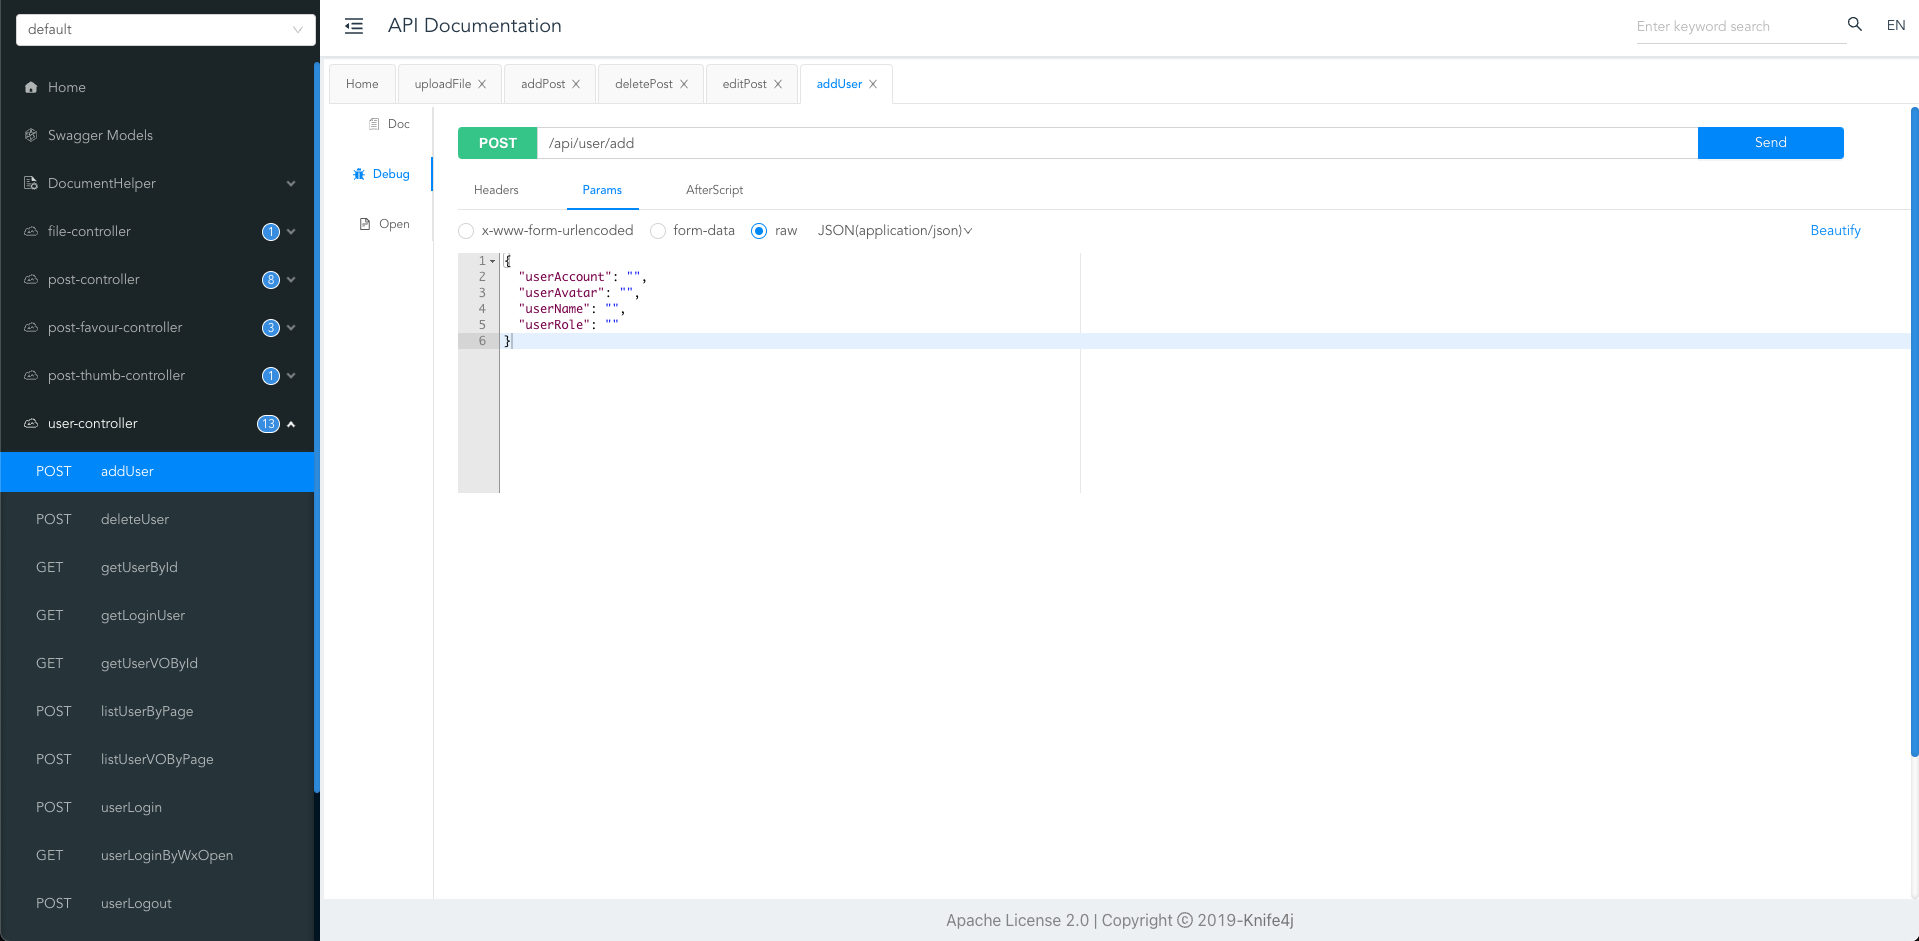 default
Home
Swagger Models
DocumentHelper
file-controller 1
post-controller 8
post-favour-controller 3
post-thumb-controller 1
user-controller 13
POST addUser
POST deleteUser
GET getUserById
GET getLoginUser
GET getUserVOById
POST listUserByPage
POST listUserVOByPage
POST userLogin
GET userLoginByWxOpen
POST userLogout
API Documentation
Enter keyword search
EN
Home uploadFile addPost deletePost editPost addUser
Doc
Debug
Open
POST /api/user/add Send
Headers Params AfterScript
x-www-form-urlencoded form-data raw JSON(application/json) Beautify
1 {
2 "userAccount": "",
3 "userAvatar": "",
4 "userName": "",
5 "userRole": ""
6 }
Apache License 2.0 | Copyright © 2019-Knife4j